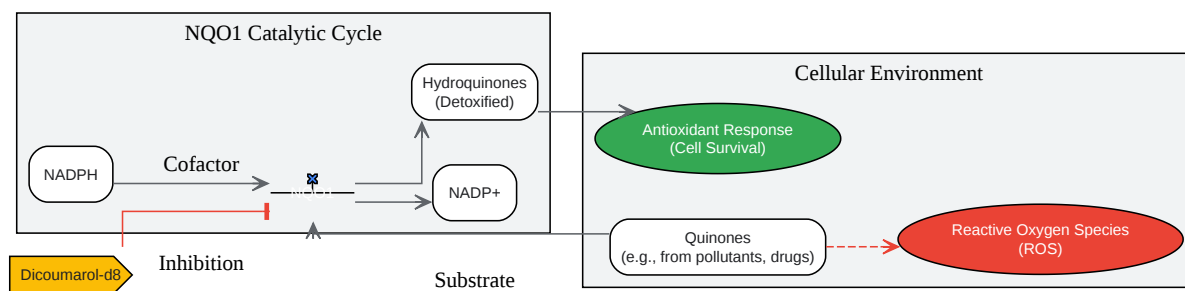 NQO1 Catalytic Cycle
Cellular Environment
Hydroquinones
(Detoxified)
Antioxidant Response
(Cell Survival)
Cofactor
NADPH
NQO1
NADP+
Quinones
(e.g., from pollutants, drugs)
Reactive Oxygen Species
(ROS)
Inhibition
Dicoumarol-d8
Substrate